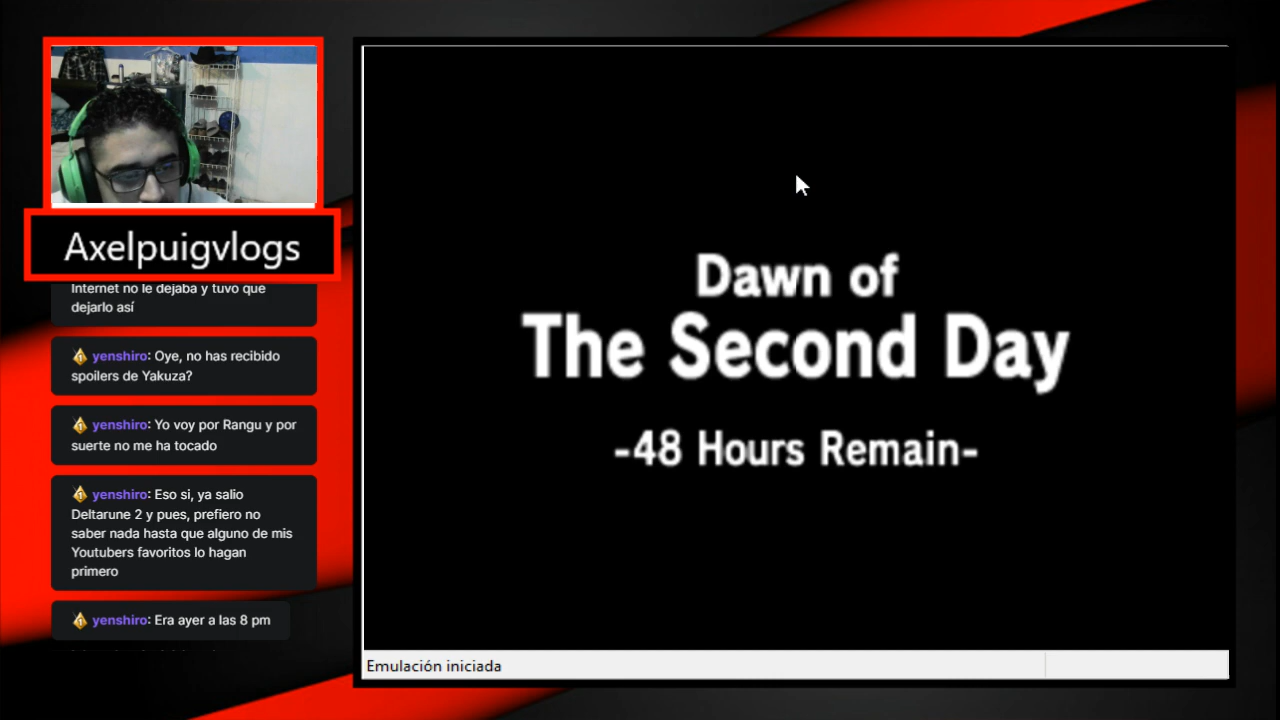 Axelpuigvlogs
Internet no le dejaba y tuvo que
dejarlo así
yenshiro: Oye, no has recibido
spoilers de Yakuza?
yenshiro: Yo voy por Rangu y por
suerte no me ha tocado
yenshiro: Eso si, ya salio
Deltarune 2 y pues, prefiero no
saber nada hasta que alguno de mis
Youtubers favoritos lo hagan
primero
yenshiro: Era ayer a las 8 pm
Dawn of
The Second Day
-48 Hours Remain-
Emulación iniciada